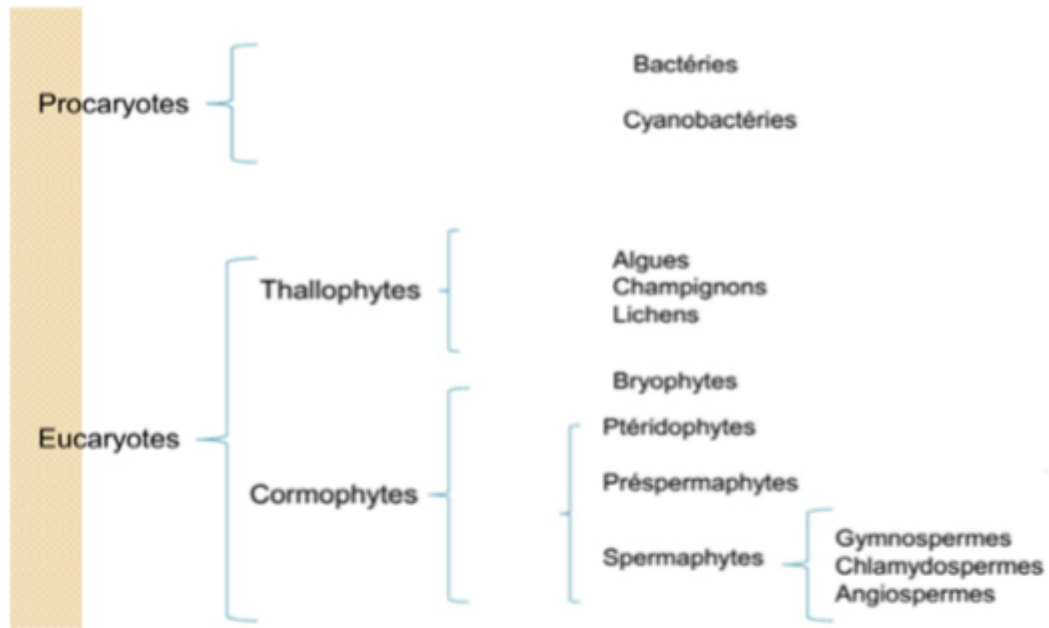 Procaryotes
Bactéries
Cyanobactéries
Eucaryotes
Thallophytes
Algues
Champignons
Lichens
Cormophytes
Bryophytes
Ptéridophytes
Préspermaphytes
Spermaphytes
Gymnospermes
Chlamydospermes
Angiospermes